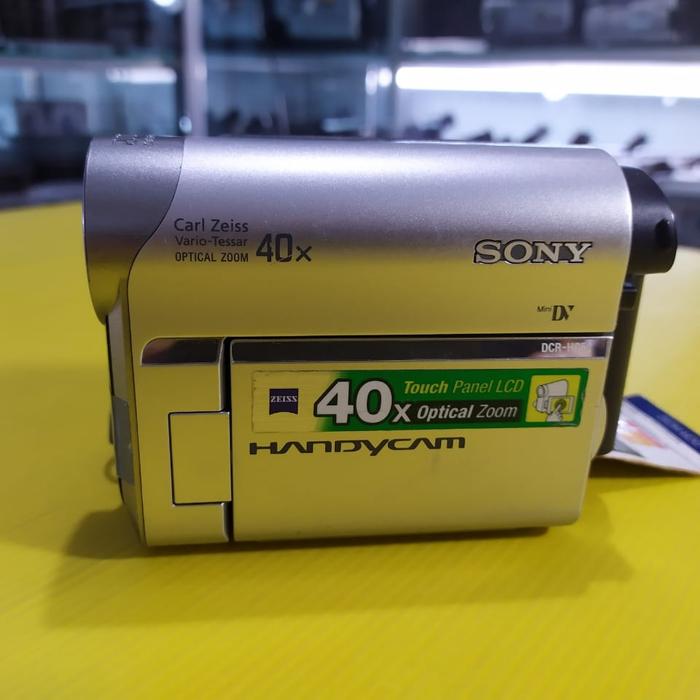 Carl Zeiss
Vario-Tessar
OPTICAL ZOOM 40x
SONY
Mini DV
ZEISS
40x Touch Panel LCD
Optical Zoom
HANDYCAM